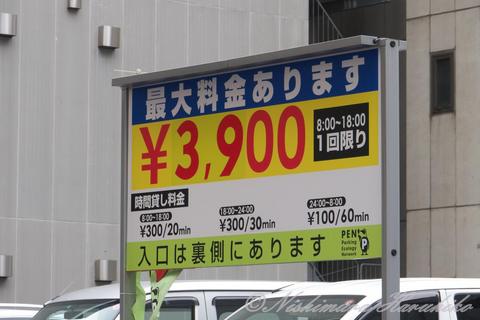 最大料金あります
¥3,900
8:00~18:00
1回限り
時間貸し料金
8:00~18:00
¥300/20min
18:00~24:00
¥300/30min
24:00~8:00
¥100/60min
入口は裏側にあります
PEN
Parking
Ecology
Network
P
©Nishimura Haruhiko